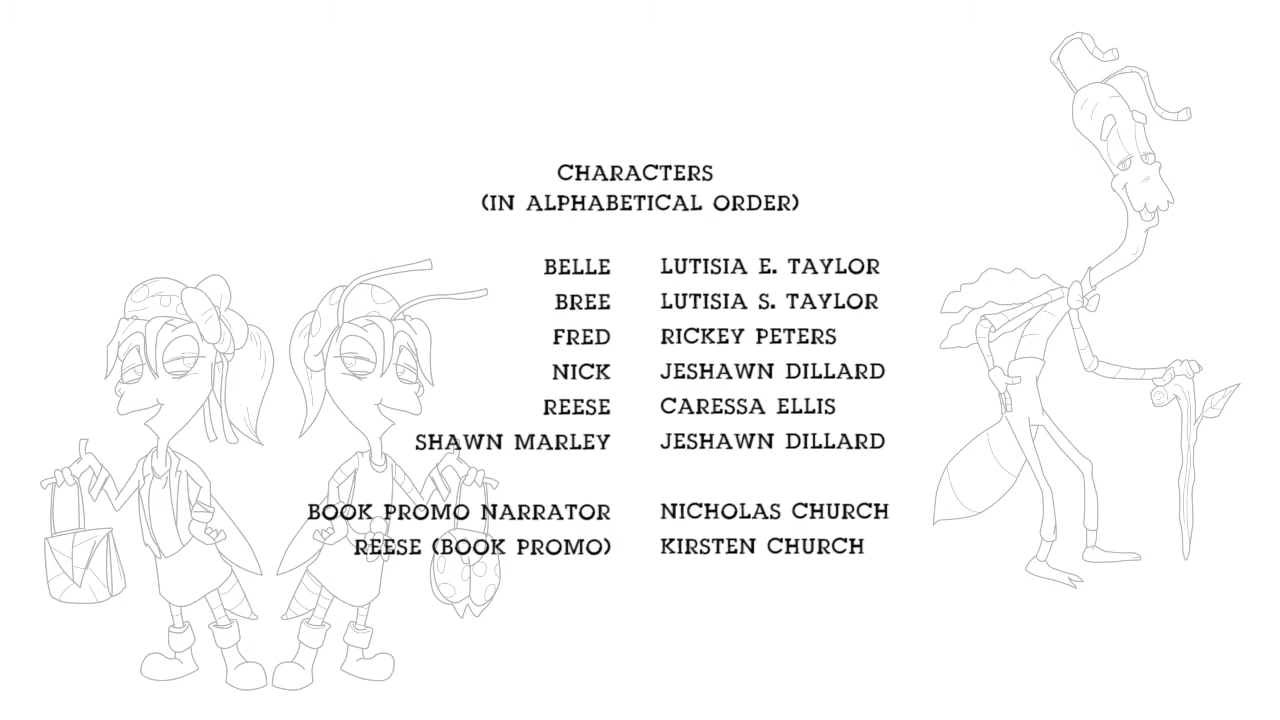 CHARACTERS
(IN ALPHABETICAL ORDER)
BELLE LUTISIA E. TAYLOR
BREE LUTISIA S. TAYLOR
FRED RICKEY PETERS
NICK JESHAWN DILLARD
REESE CARESSA ELLIS
SHAWN MARLEY JESHAWN DILLARD
BOOK PROMO NARRATOR NICHOLAS CHURCH
REESE (BOOK PROMO) KIRSTEN CHURCH